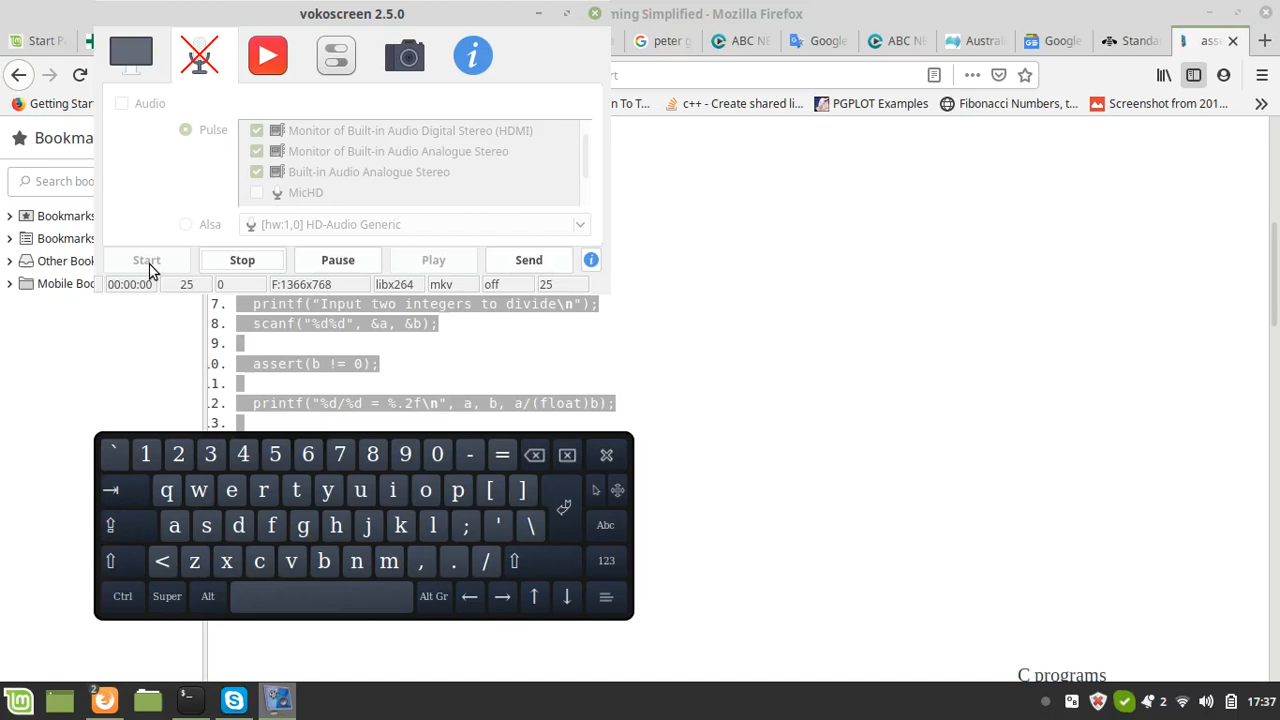 vokoscreen 2.5.0
ming Simplified - Mozilla Firefox
Start P
peter g
ABC NE
Google
ABC NE
Austral
Google
Standa
ass
rt
Getting Star
n To T...
c++ - Create shared li...
PGPLOT Examples
Fibonacci Numbers, t...
Screenshot from 201...
Bookma
Search boo
Bookmarks
Bookmarks
Other Book
Mobile Boo
Audio
Pulse
Monitor of Built-in Audio Digital Stereo (HDMI)
Monitor of Built-in Audio Analogue Stereo
Built-in Audio Analogue Stereo
MicHD
Alsa
[hw:1,0] HD-Audio Generic
Start
Stop
Pause
Play
Send
00:00:00
25
0
F:1366x768
libx264
mkv
off
25
7. printf("Input two integers to divide\n");
8. scanf("%d%d", &a, &b);
9.
.0. assert(b != 0);
.1.
.2. printf("%d/%d = %.2f\n", a, b, a/(float)b);
.3.
` 1 2 3 4 5 6 7 8 9 0 - =
q w e r t y u i o p [ ]
a s d f g h j k l ; ' \ Abc
< z x c v b n m , . / 123
Ctrl Super Alt Alt Gr ← → ↑ ↓
C programs
2
2
17:37